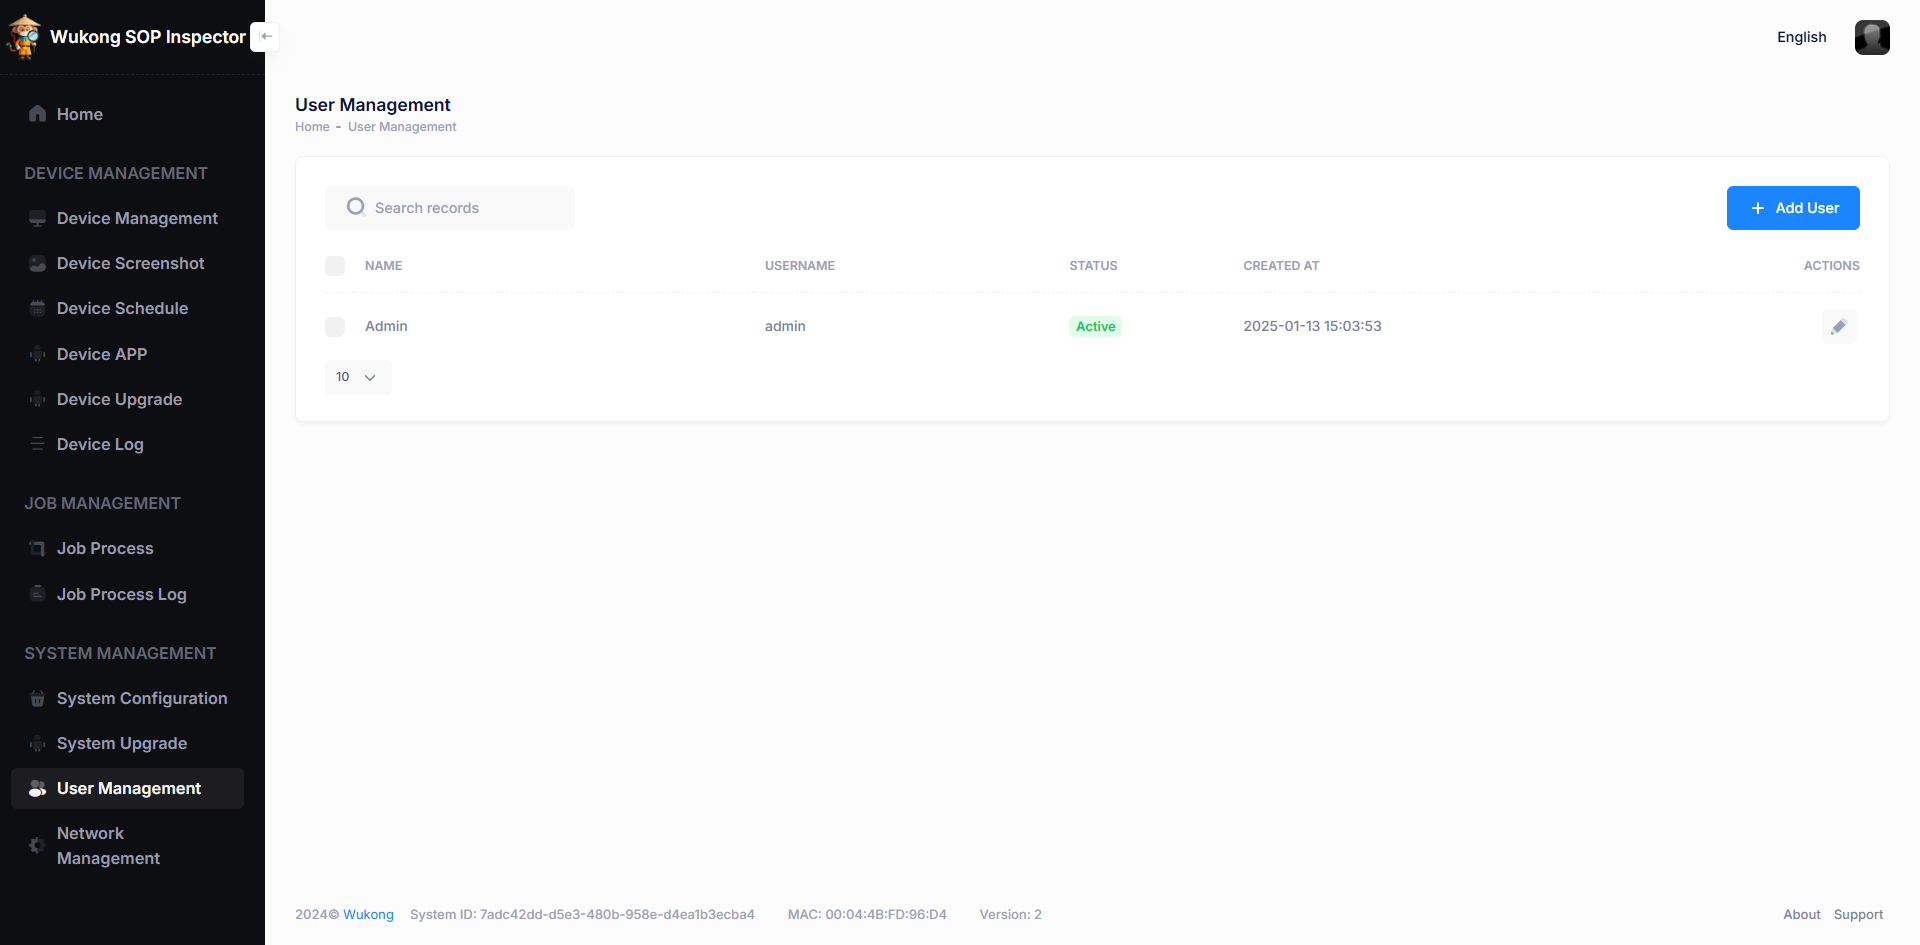 Wukong SOP Inspector
Home
DEVICE MANAGEMENT
Device Management
Device Screenshot
Device Schedule
Device APP
Device Upgrade
Device Log
JOB MANAGEMENT
Job Process
Job Process Log
SYSTEM MANAGEMENT
System Configuration
System Upgrade
User Management
Network
Management
English
User Management
Home - User Management
Search records
Add User
NAME USERNAME STATUS CREATED AT ACTIONS
Admin admin Active 2025-01-13 15:03:53
10
2024© Wukong System ID: 7adc42dd-d5e3-480b-958e-d4ea1b3ecba4 MAC: 00:04:4B:FD:96:D4 Version: 2 About Support